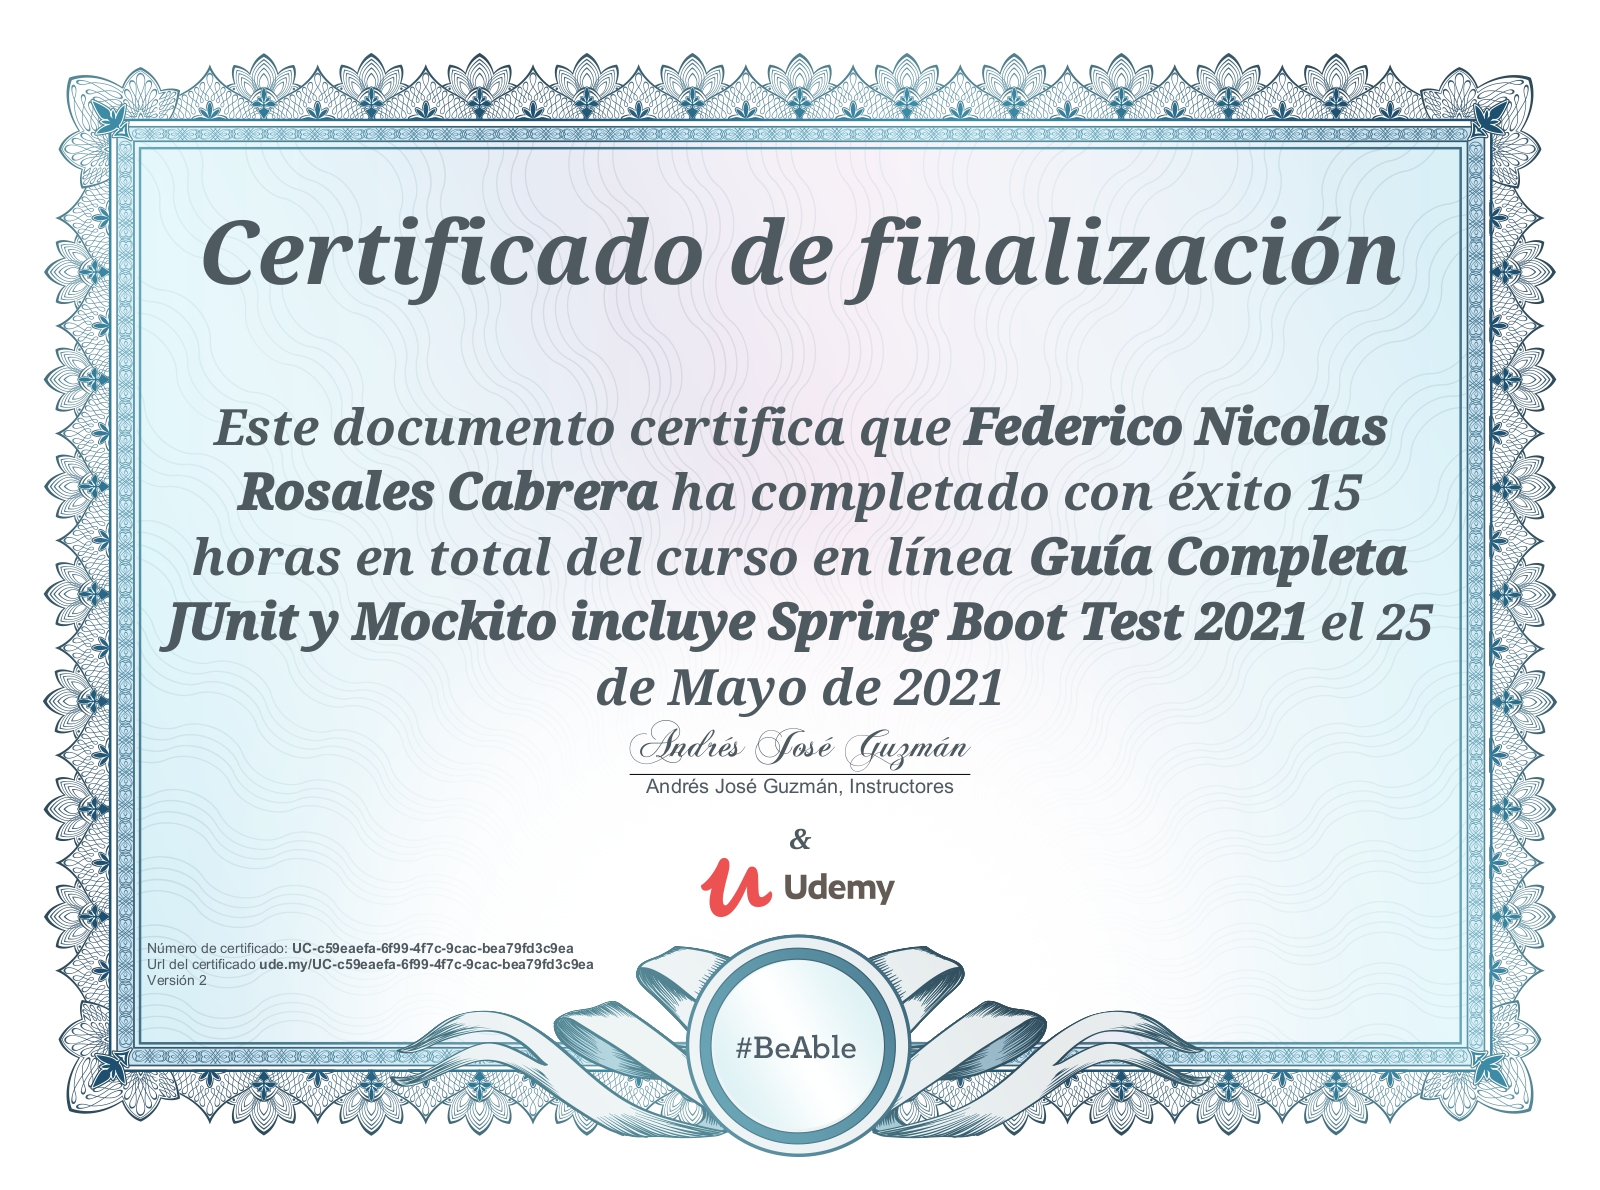 Certificado de finalización
Este documento certifica que Federico Nicolas
Rosales Cabrera ha completado con éxito 15
horas en total del curso en línea Guía Completa
JUnit y Mockito incluye Spring Boot Test 2021 el 25
de Mayo de 2021
Andrés José Guzmán
Andrés José Guzmán, Instructores
&
Udemy
Número de certificado: UC-c59eaefa-6f99-4f7c-9cac-bea79fd3c9ea
Url del certificado ude.my/UC-c59eaefa-6f99-4f7c-9cac-bea79fd3c9ea
Versión 2
#BeAble